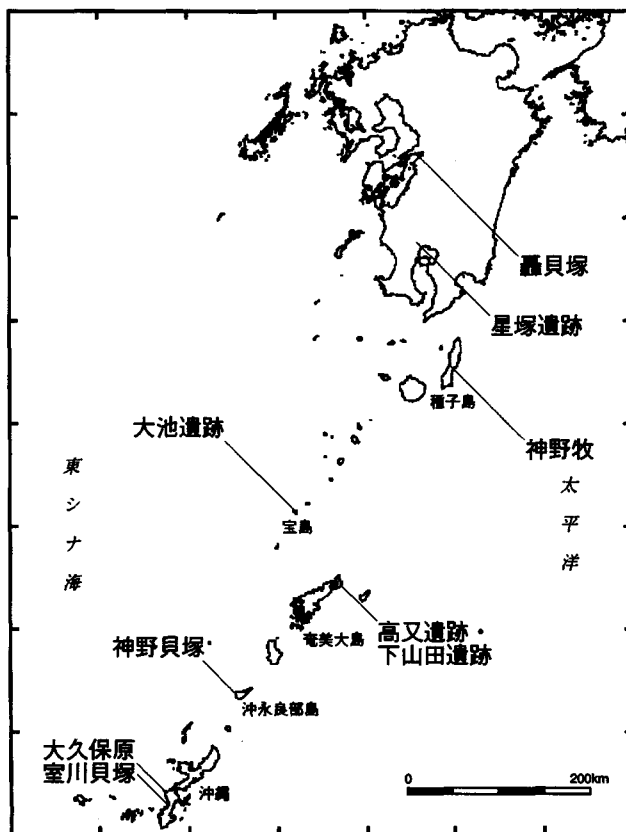 轟貝塚
星塚遺跡
種子島
大池遺跡
神野牧
東シナ海
太平洋
宝島
奄美大島
高又遺跡・
下山田遺跡
神野貝塚
沖永良部島
大久保原
室川貝塚
沖縄
0 200km